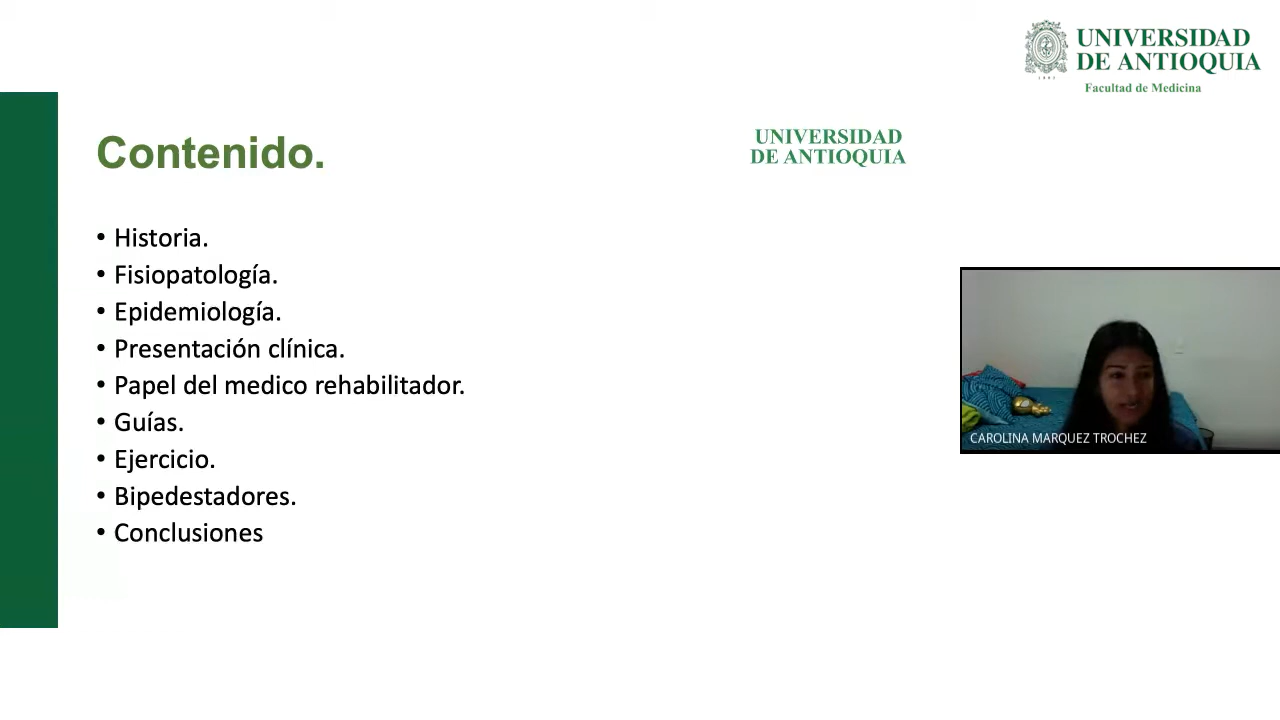 UNIVERSIDAD
DE ANTIOQUIA
Facultad de Medicina
Contenido.
UNIVERSIDAD
DE ANTIOQUIA
• Historia.
• Fisiopatología.
• Epidemiología.
• Presentación clínica.
• Papel del medico rehabilitador.
• Guías.
• Ejercicio.
• Bipedestadores.
• Conclusiones
CAROLINA MARQUEZ TROCHEZ